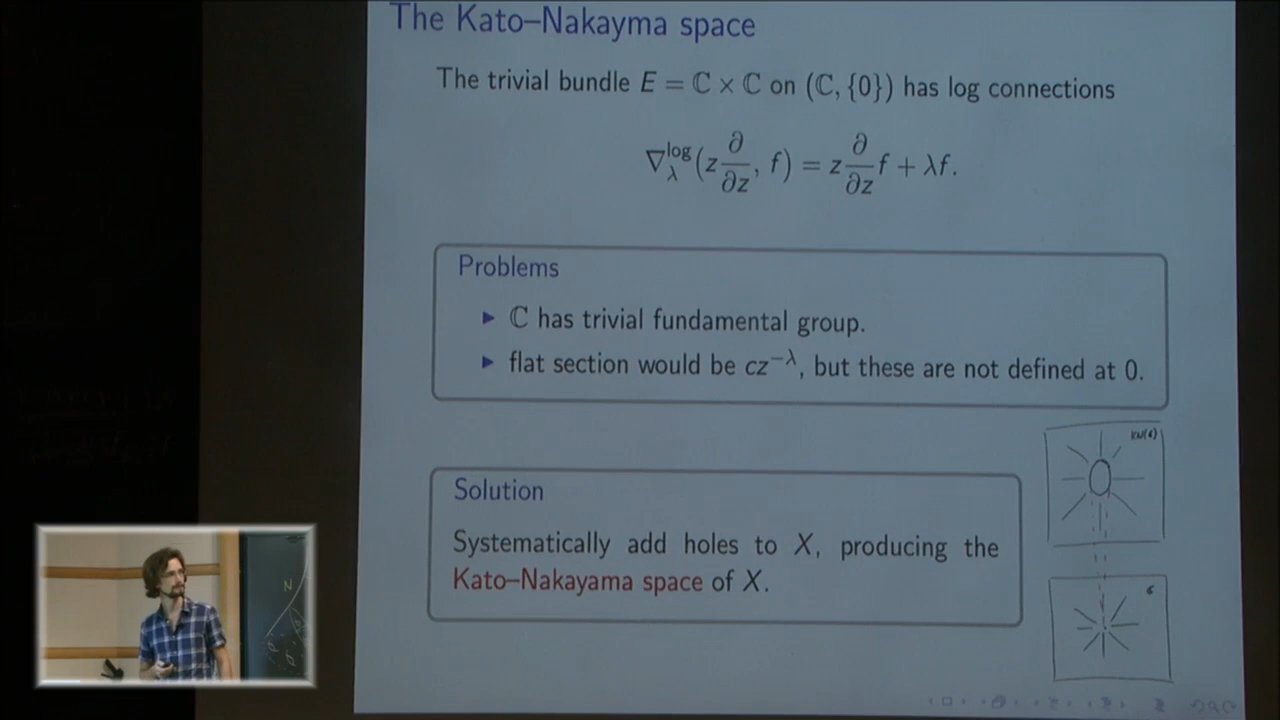 The Kato–Nakayma space
The trivial bundle E = ℂ × ℂ on (ℂ, {0}) has log connections
∇^log_λ(z ∂/∂z, f) = z ∂/∂z f + λf.
Problems
▶ ℂ has trivial fundamental group.
▶ flat section would be cz^{-λ}, but these are not defined at 0.
Solution
Systematically add holes to X, producing the
Kato–Nakayama space of X.